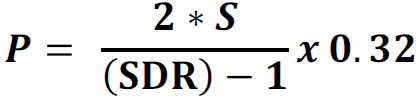 P = 2 * S / (SDR) − 1 x 0.32